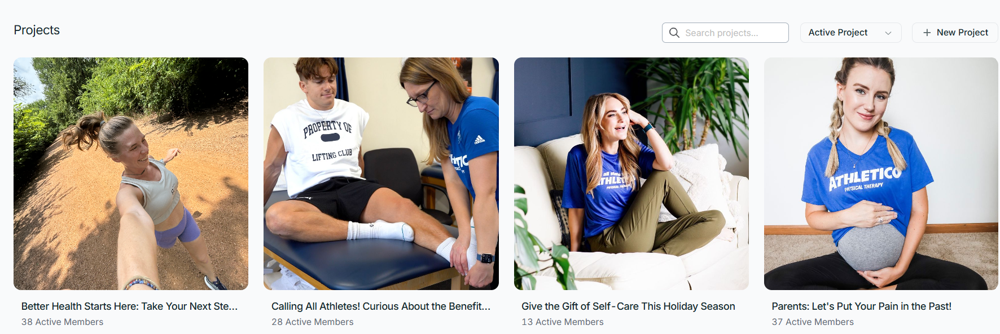 Projects
Search projects...
Active Project
New Project
PROPERTY OF
LIFTING CLUB
ATHLETICO
PHYSICAL THERAPY
Better Health Starts Here: Take Your Next Ste...
38 Active Members
Calling All Athletes! Curious About the Benefit...
28 Active Members
Give the Gift of Self-Care This Holiday Season
13 Active Members
Parents: Let's Put Your Pain in the Past!
37 Active Members